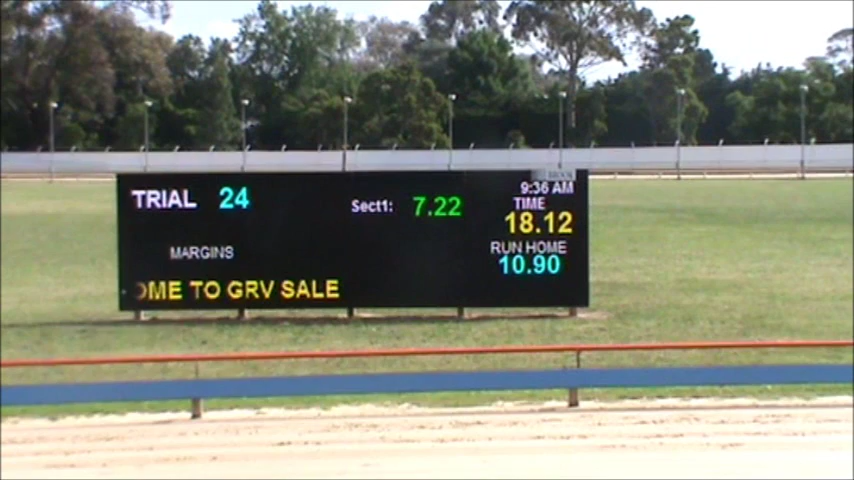 9:36 AM
TRIAL 24 Sect1: 7.22 TIME
18.12
MARGINS RUN HOME
10.90
OME TO GRV SALE